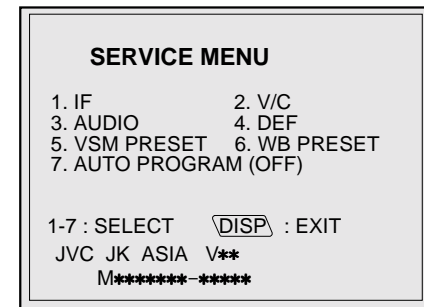 SERVICE MENU
1. IF 2. V/C
3. AUDIO 4. DEF
5. VSM PRESET 6. WB PRESET
7. AUTO PROGRAM (OFF)
1-7 : SELECT DISP : EXIT
JVC JK ASIA V**
M*******-*****